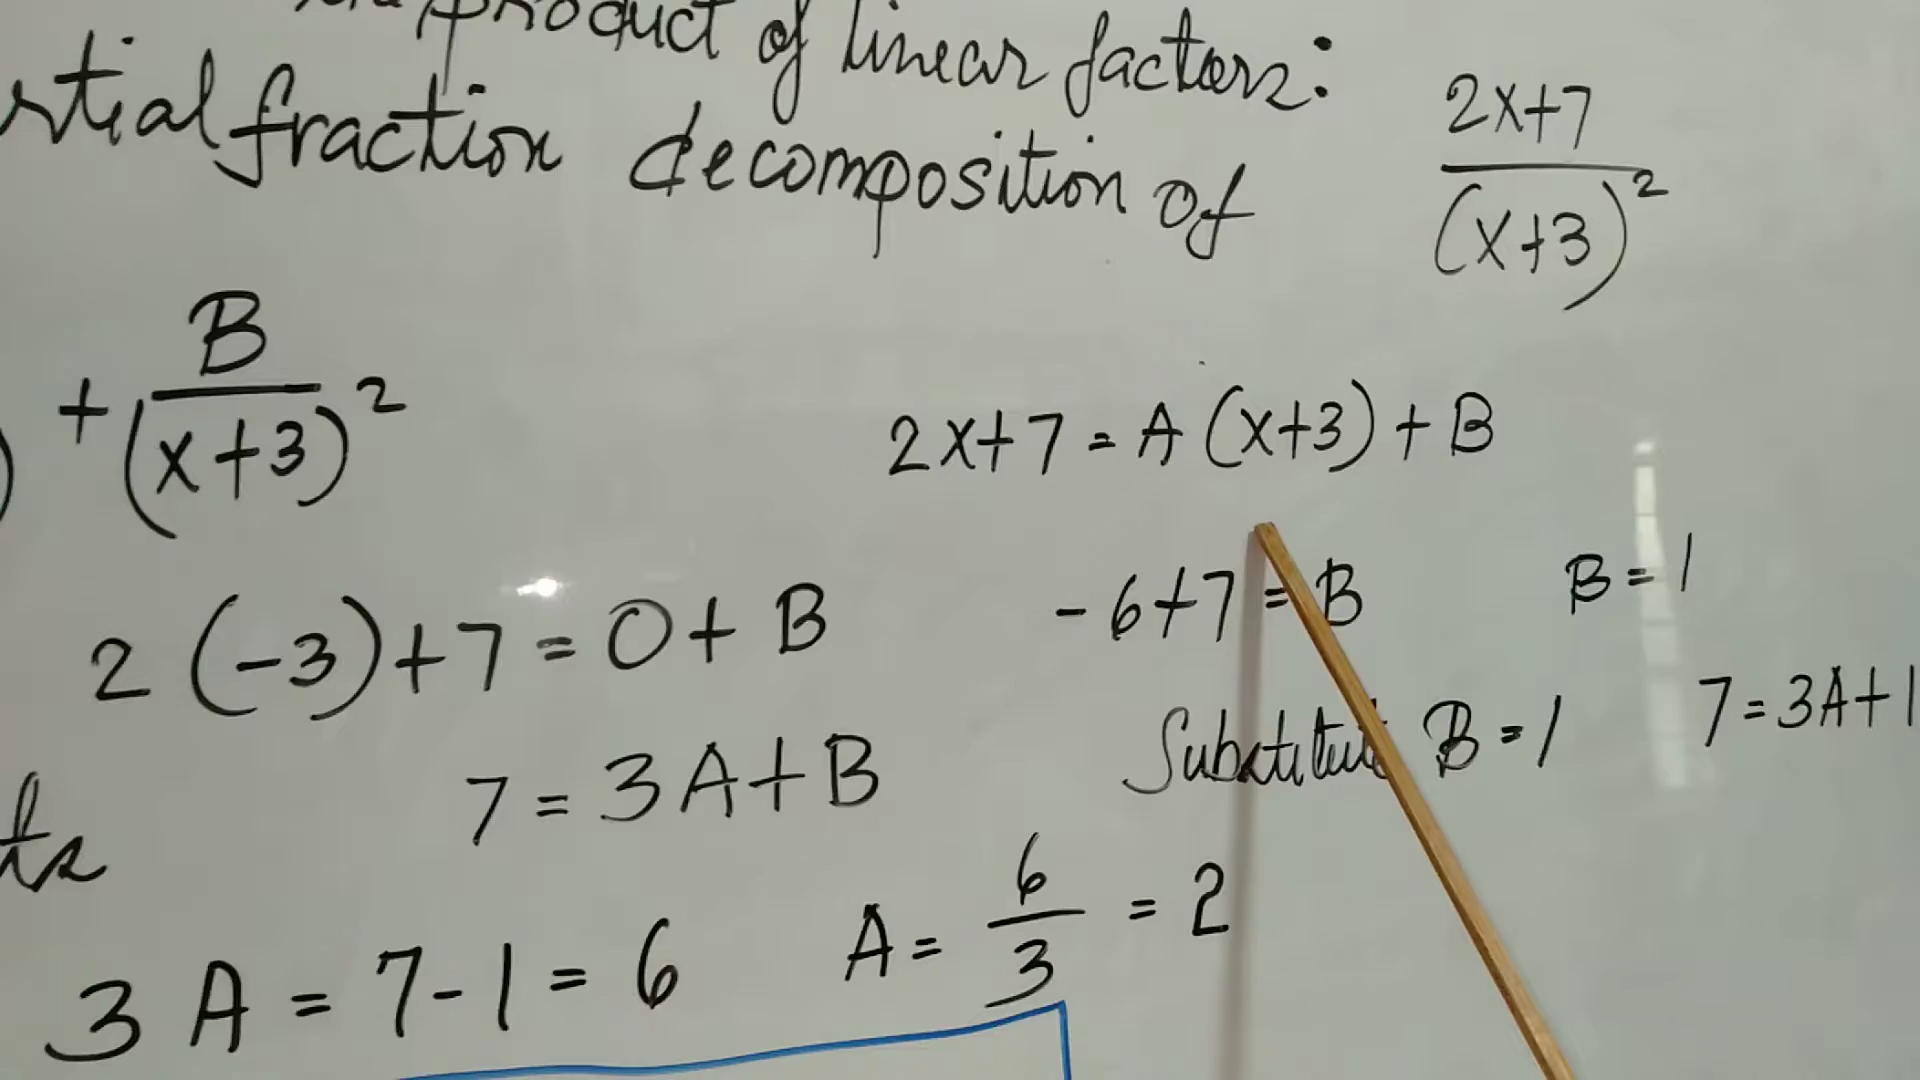 product of linear factors:
rtial fraction decomposition of (2x+7)/(x+3)²
) + B/(x+3)²
2x+7 = A(x+3) + B
2(-3)+7 = 0+B
-6+7 = B
B = 1
7 = 3A+B
Substitute B = 1
7 = 3A+1
ts
3A = 7-1 = 6
A = 6/3 = 2